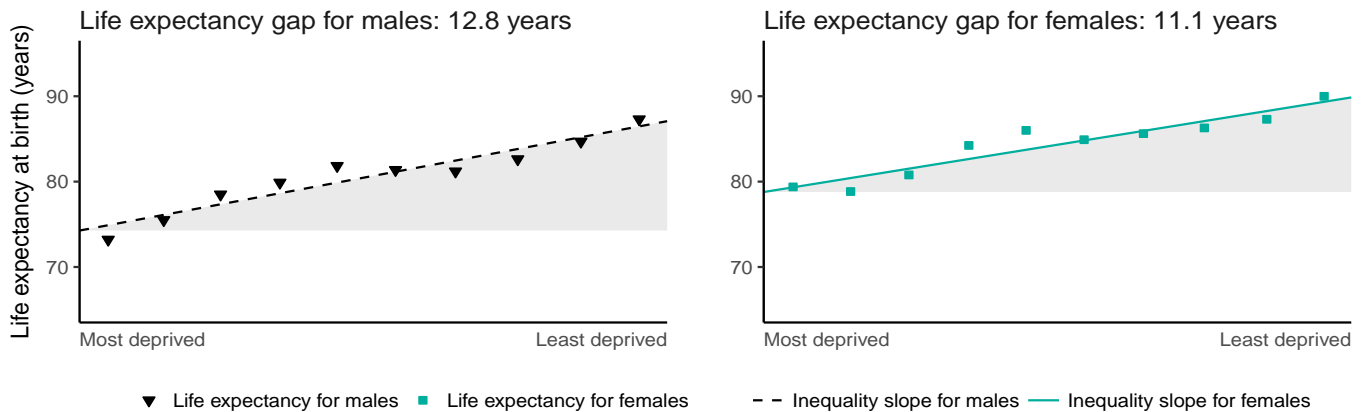 Life expectancy gap for males: 12.8 years
Life expectancy at birth (years)
90
80
70
Most deprived Least deprived
Life expectancy gap for females: 11.1 years
90
80
70
Most deprived Least deprived
Life expectancy for males Life expectancy for females Inequality slope for males Inequality slope for females